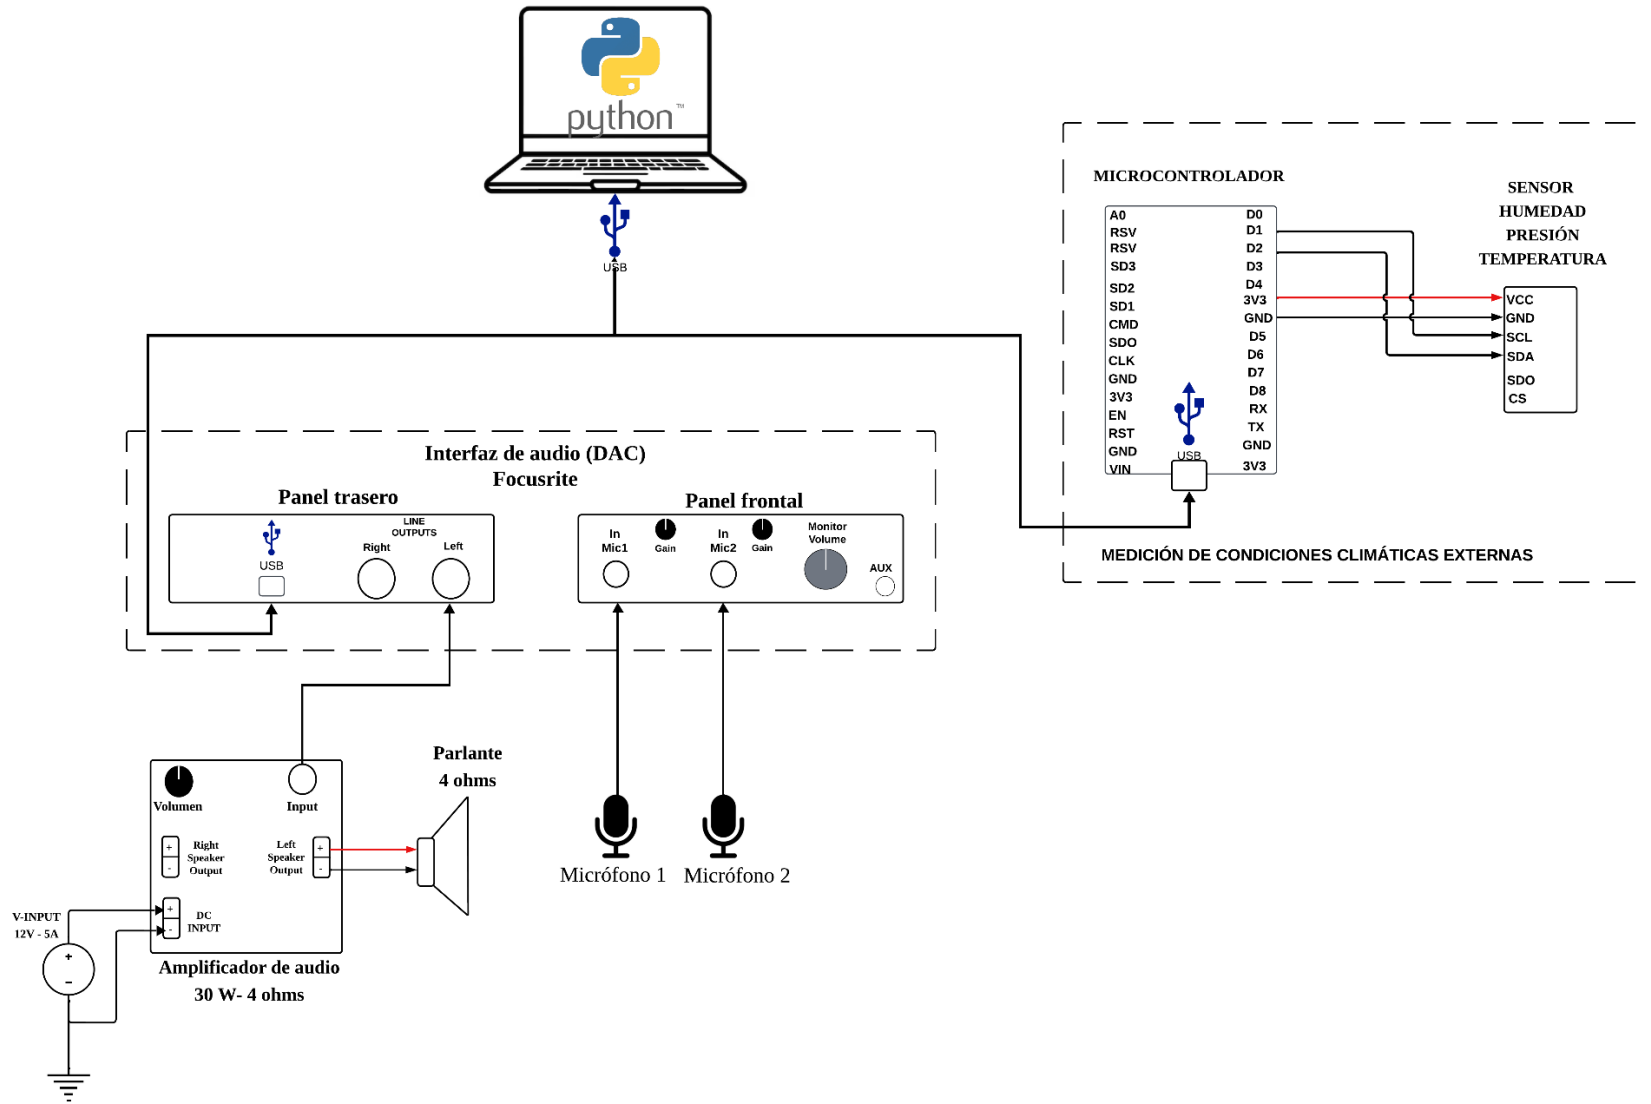 python™
USB
MICROCONTROLADOR
A0
RSV
RSV
SD3
SD2
SD1
CMD
SDO
CLK
GND
3V3
EN
RST
GND
VIN
D0
D1
D2
D3
D4
3V3
GND
D5
D6
D7
D8
RX
TX
GND
3V3
USB
SENSOR
HUMEDAD
PRESIÓN
TEMPERATURA
VCC
GND
SCL
SDA
SDO
CS
MEDICIÓN DE CONDICIONES CLIMÁTICAS EXTERNAS
Interfaz de audio (DAC)
Focusrite
Panel trasero
USB
LINE
OUTPUTS
Right
Left
Panel frontal
In
Mic1
Gain
In
Mic2
Gain
Monitor
Volume
AUX
Volumen
Input
Right
Speaker
Output
+
-
Left
Speaker
Output
+
-
DC
INPUT
+
-
Amplificador de audio
30 W- 4 ohms
V-INPUT
12V - 5A
+
-
Parlante
4 ohms
Micrófono 1
Micrófono 2